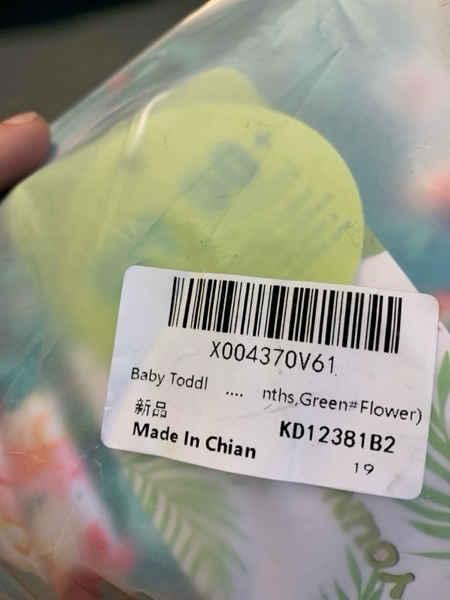 X004370V61
Baby Toddl .... nths,Green#Flower)
新品
KD12381B2
Made In Chian
19